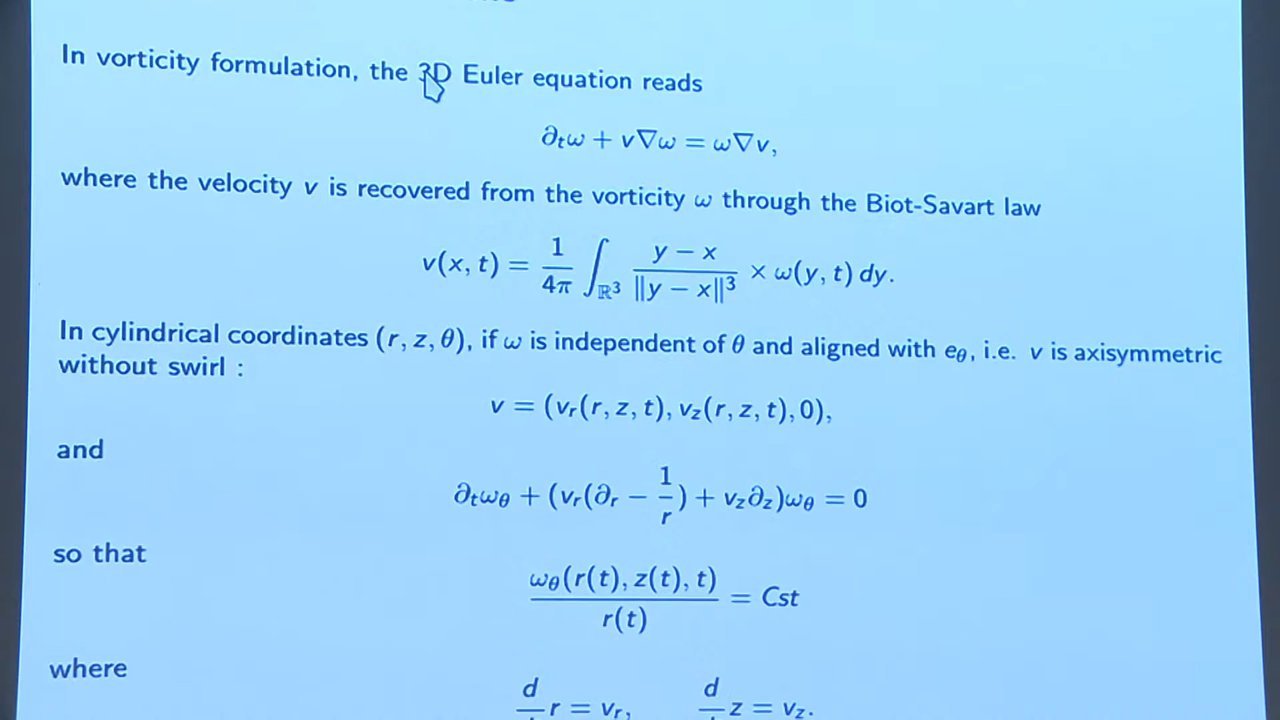 In vorticity formulation, the 3D Euler equation reads
∂ₜω + v∇ω = ω∇v,
where the velocity v is recovered from the vorticity ω through the Biot-Savart law
v(x, t) = 1/4π ∫_ℝ³ (y − x)/‖y − x‖³ × ω(y, t) dy.
In cylindrical coordinates (r, z, θ), if ω is independent of θ and aligned with e_θ, i.e. v is axisymmetric
without swirl :
v = (v_r(r, z, t), v_z(r, z, t), 0),
and
∂ₜω_θ + (v_r(∂_r − 1/r) + v_z∂_z)ω_θ = 0
so that
ω_θ(r(t), z(t), t)/r(t) = Cst
where
d/ r = v_r, d/ z = v_z.